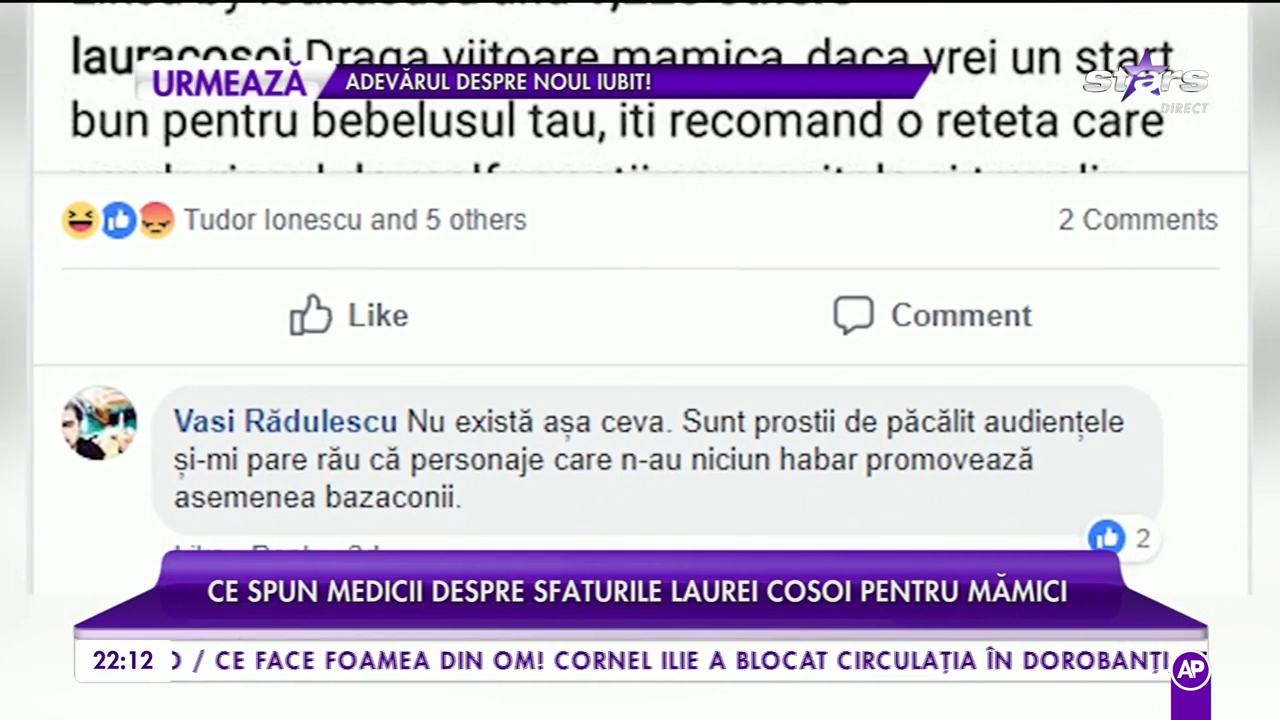 lauracosoi Draga viitoare mamica, daca vrei un start
URMEAZĂ
ADEVĂRUL DESPRE NOUL IUBIT!
stars
DIRECT
bun pentru bebelusul tau, iti recomand o reteta care
Tudor Ionescu and 5 others
2 Comments
Like
Comment
Vasi Rădulescu Nu există așa ceva. Sunt prostii de păcălit audiențele
și-mi pare rău că personaje care n-au niciun habar promovează
asemenea bazaconii.
2
CE SPUN MEDICII DESPRE SFATURILE LAUREI COSOI PENTRU MĂMICI
22:12
/ CE FACE FOAMEA DIN OM! CORNEL ILIE A BLOCAT CIRCULAȚIA ÎN DOROBANȚI
AP